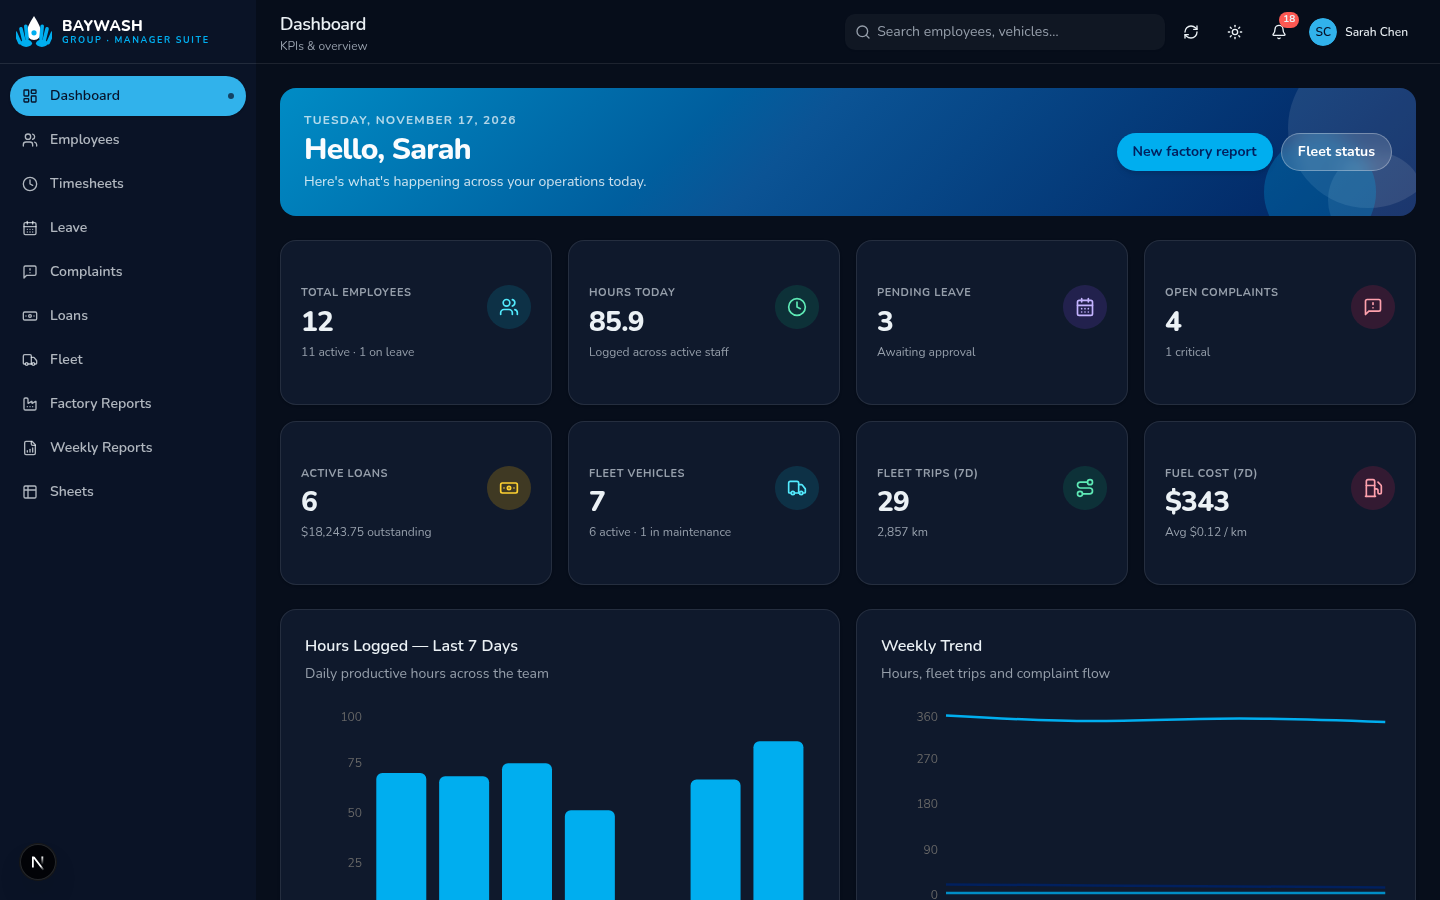 BAYWASH
GROUP · MANAGER SUITE
Dashboard
KPIs & overview
Search employees, vehicles...
18
SC
Sarah Chen
Dashboard
Employees
Timesheets
Leave
Complaints
Loans
Fleet
Factory Reports
Weekly Reports
Sheets
N
TUESDAY, NOVEMBER 17, 2026
Hello, Sarah
Here's what's happening across your operations today.
New factory report
Fleet status
TOTAL EMPLOYEES
12
11 active · 1 on leave
HOURS TODAY
85.9
Logged across active staff
PENDING LEAVE
3
Awaiting approval
OPEN COMPLAINTS
4
1 critical
ACTIVE LOANS
6
$18,243.75 outstanding
FLEET VEHICLES
7
6 active · 1 in maintenance
FLEET TRIPS (7D)
29
2,857 km
FUEL COST (7D)
$343
Avg $0.12 / km
Hours Logged — Last 7 Days
Daily productive hours across the team
100
75
50
25
Weekly Trend
Hours, fleet trips and complaint flow
360
270
180
90
0